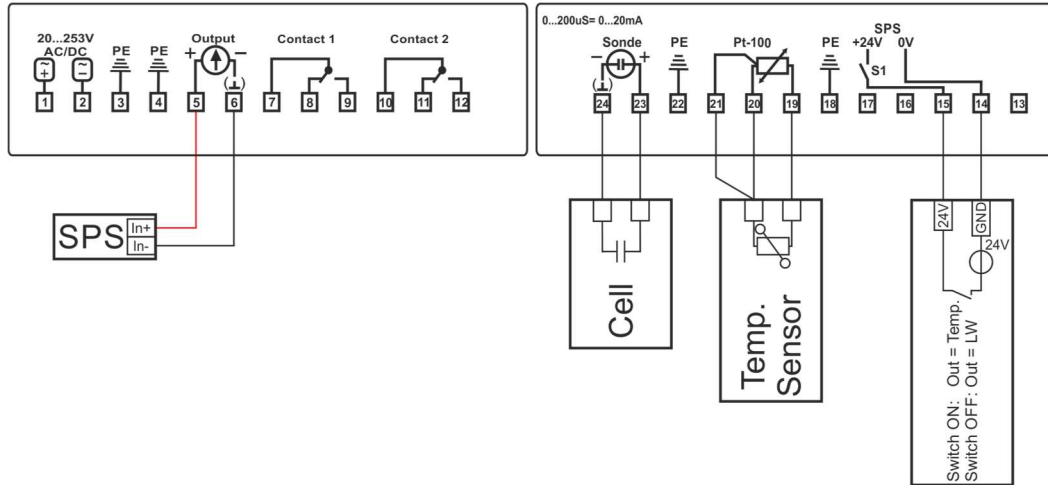 20...253V
AC/DC
PE
PE
+ Output −
Contact 1
Contact 2
~
+
~
−
(⊥)
1
2
3
4
5
6
7
8
9
10
11
12
0...200uS= 0...20mA
− Sonde +
PE
Pt-100
PE
SPS
+24V 0V
S1
(⊥)
24
23
22
21
20
19
18
17
16
15
14
13
SPS
In+
In-
Cell
Temp.
Sensor
24V
GND
24V
Switch ON: Out = Temp.
Switch OFF: Out = LW